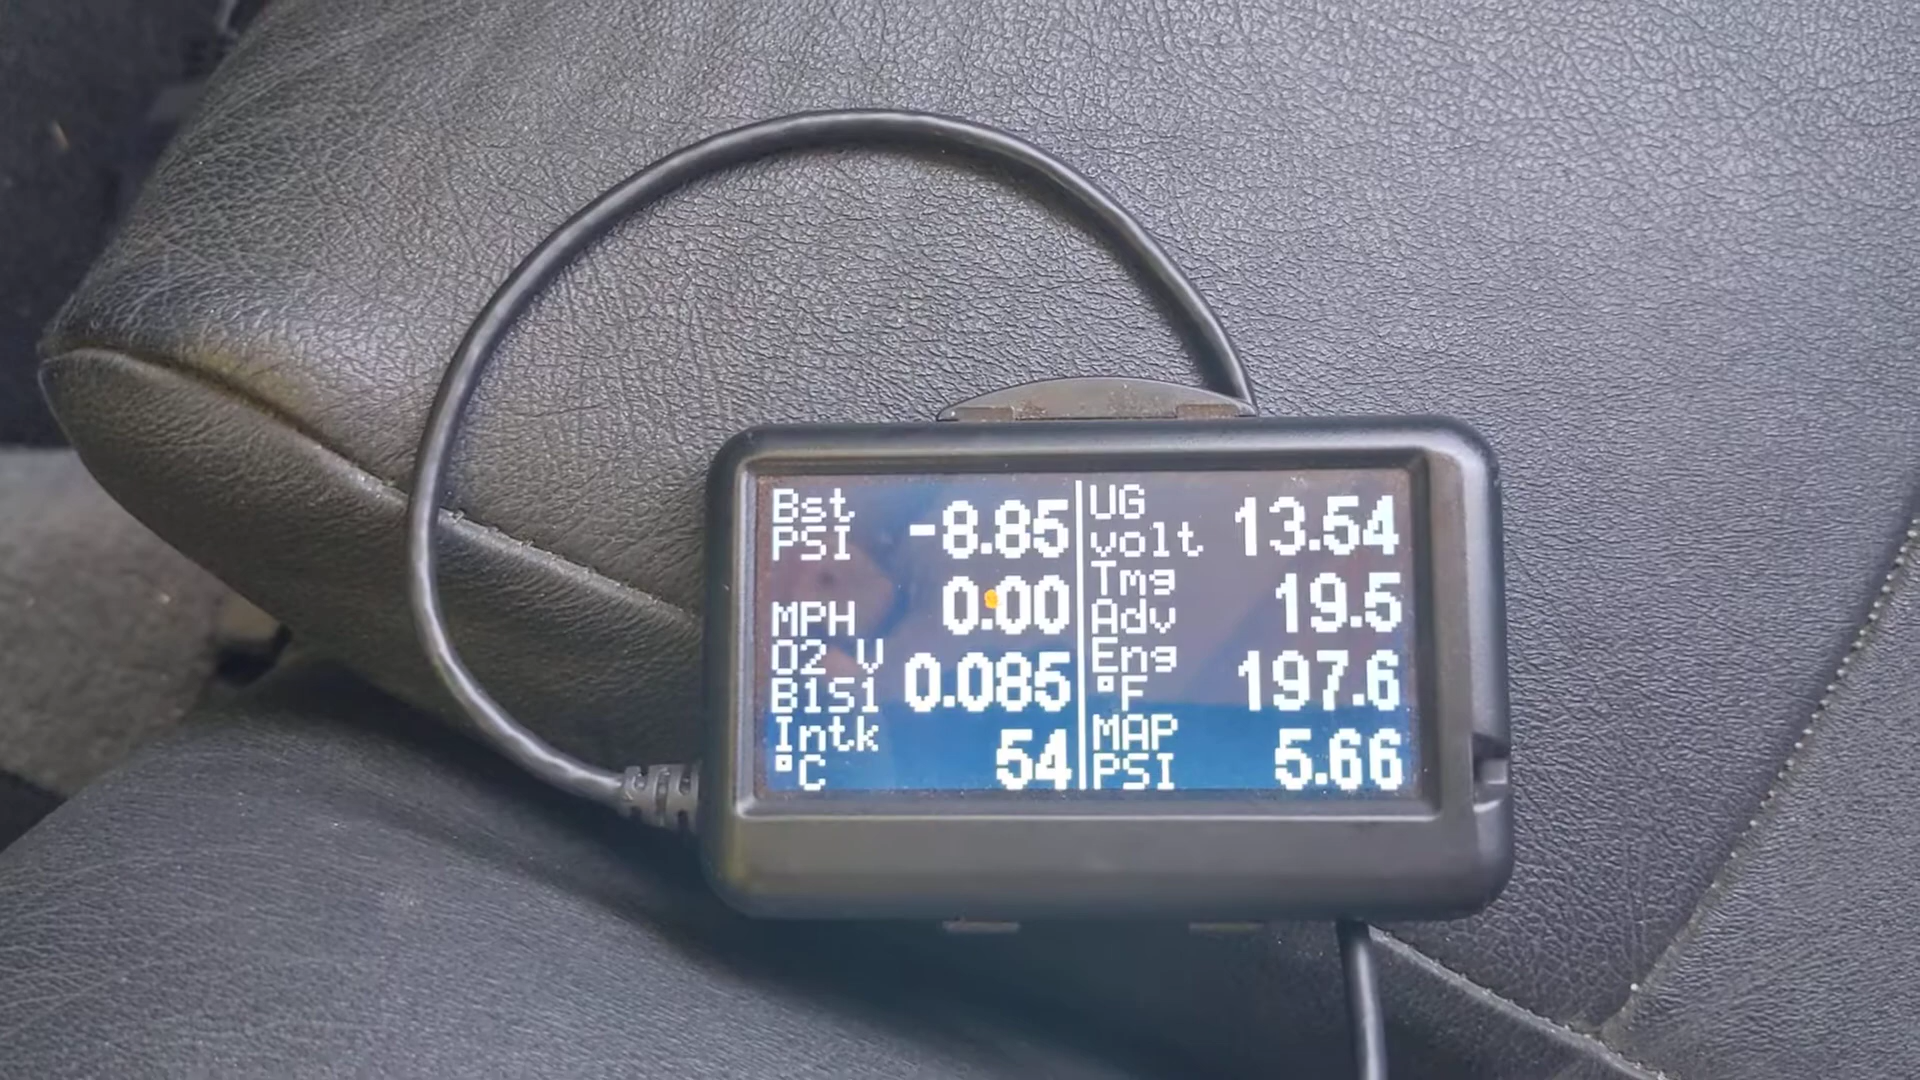 Bst PSI -8.85
MPH 0.00
O2 V B1S1 0.085
Intk °C 54
UG volt 13.54
Tmg Adv 19.5
Eng °F 197.6
MAP PSI 5.66